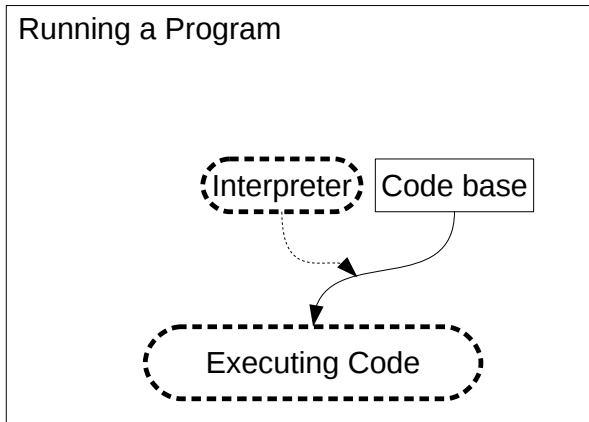 Running a Program
Interpreter
Code base
Executing Code